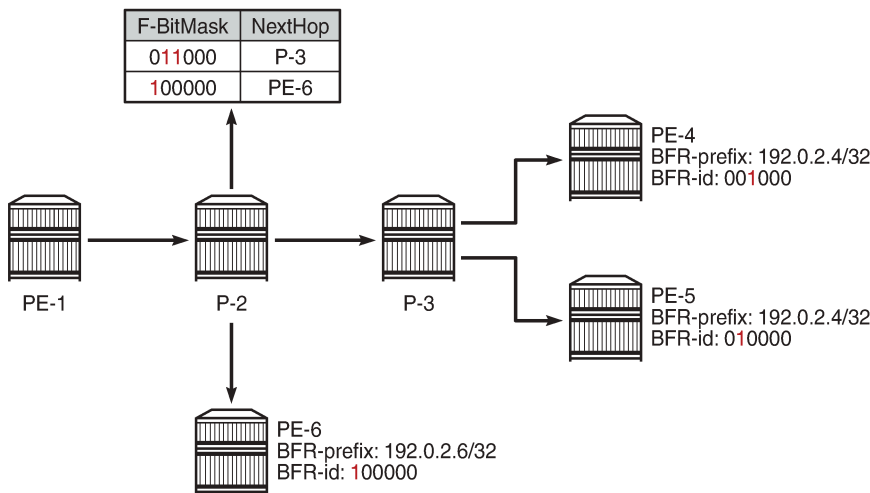 F-BitMask NextHop
011000 P-3
100000 PE-6
PE-4
BFR-prefix: 192.0.2.4/32
BFR-id: 001000
PE-1
P-2
P-3
PE-5
BFR-prefix: 192.0.2.4/32
BFR-id: 010000
PE-6
BFR-prefix: 192.0.2.6/32
BFR-id: 100000